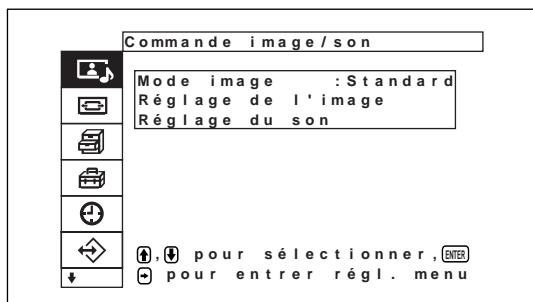 Commande image/son
Mode image :Standard
Réglage de l'image
Réglage du son
, pour sélectionner, ENTER
pour entrer régl. menu